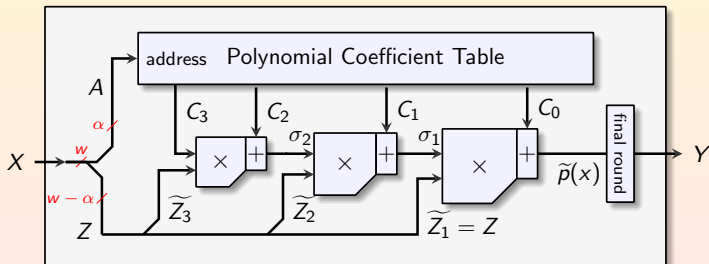 address Polynomial Coefficient Table
A
C₃ C₂ C₁ C₀
α
X w
× + σ₂ × + σ₁ × + p̃(x) final round Y
w − α
Z̃₃ Z̃₂ Z̃₁ = Z
Z